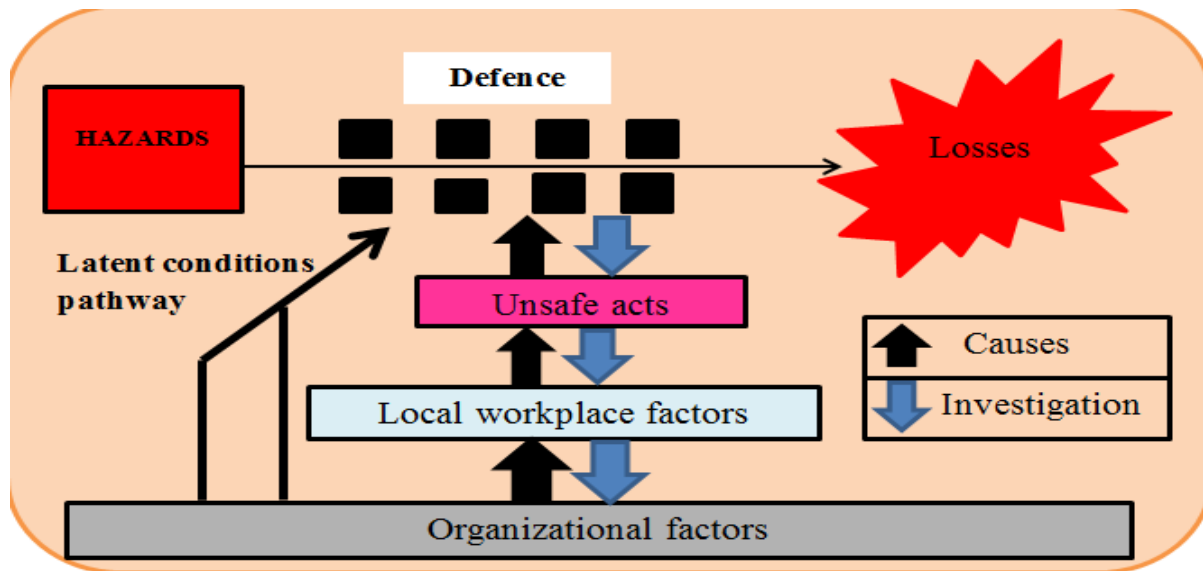 Defence
HAZARDS
Losses
Latent conditions
pathway
Unsafe acts
Causes
Local workplace factors
Investigation
Organizational factors